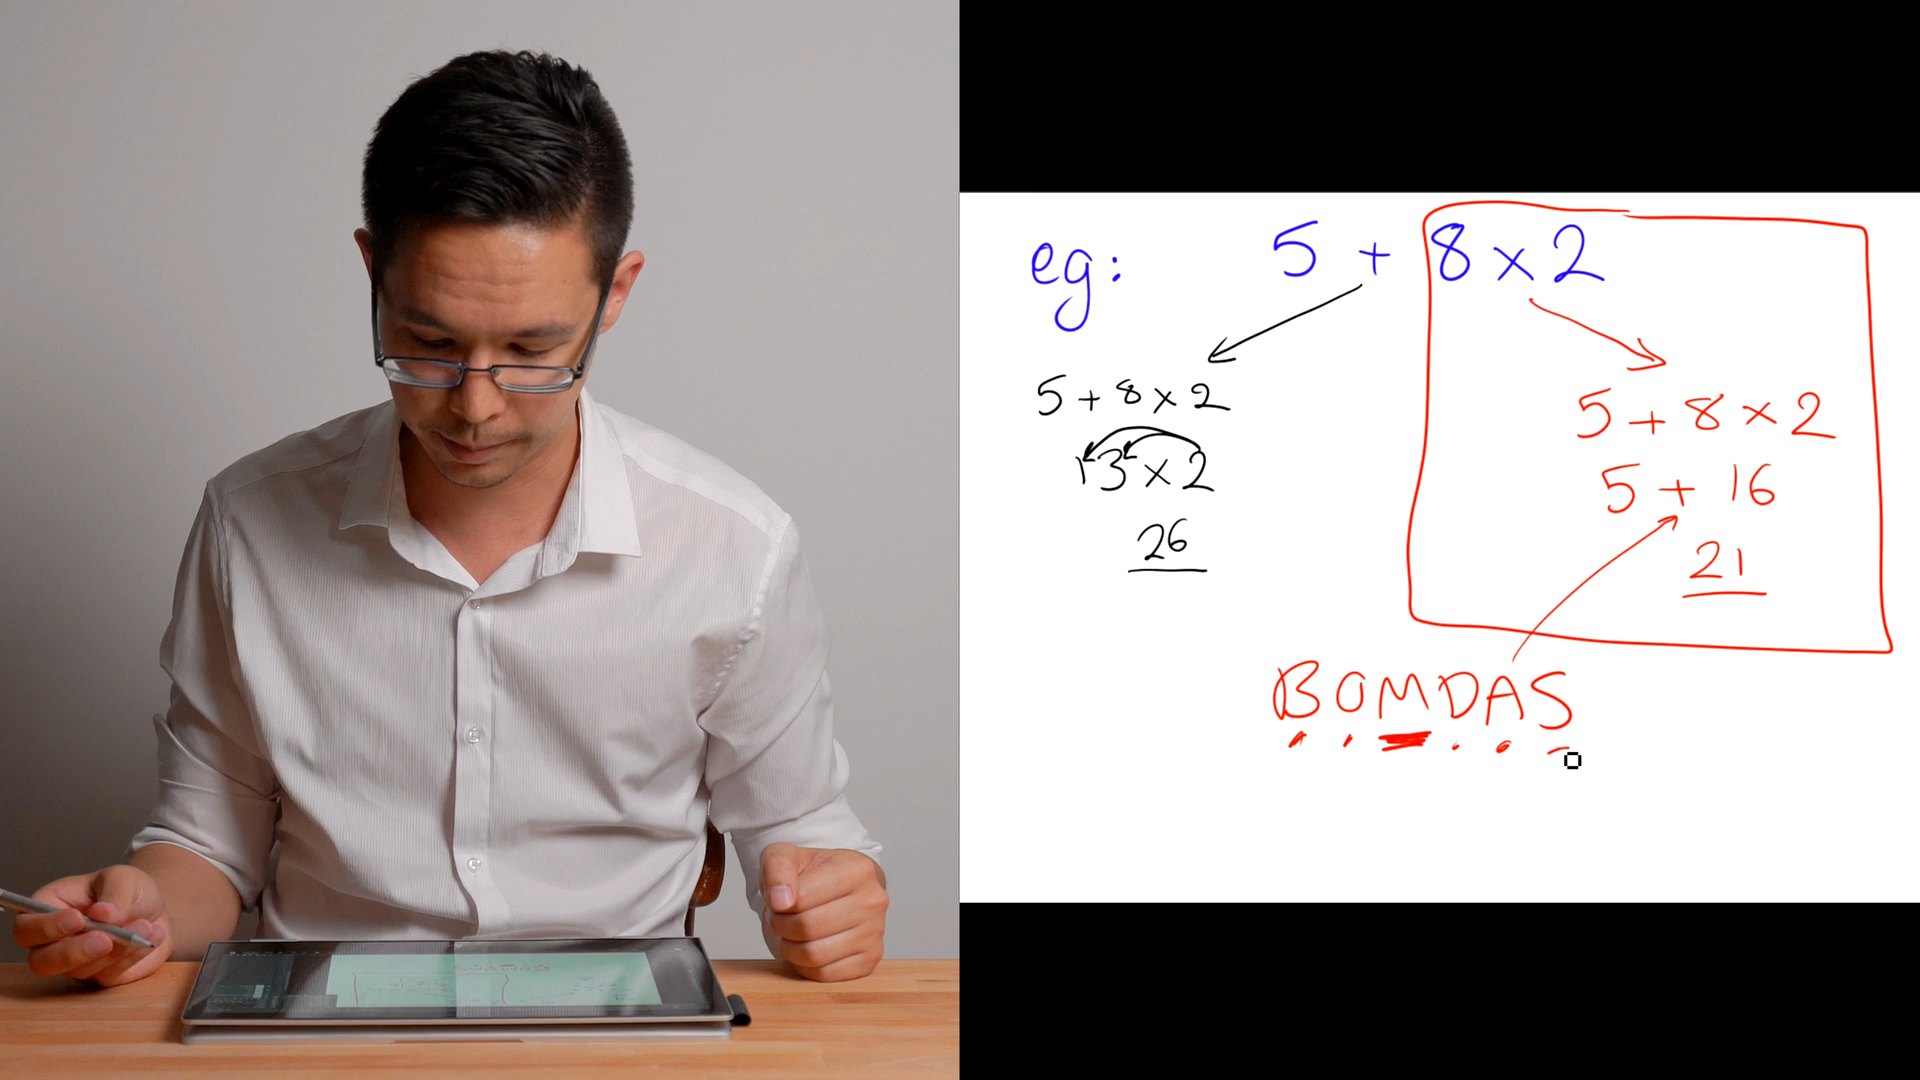 eg: 5 + 8 × 2
5 + 8 × 2
13 × 2
26
5 + 8 × 2
5 + 16
21
BOMDAS